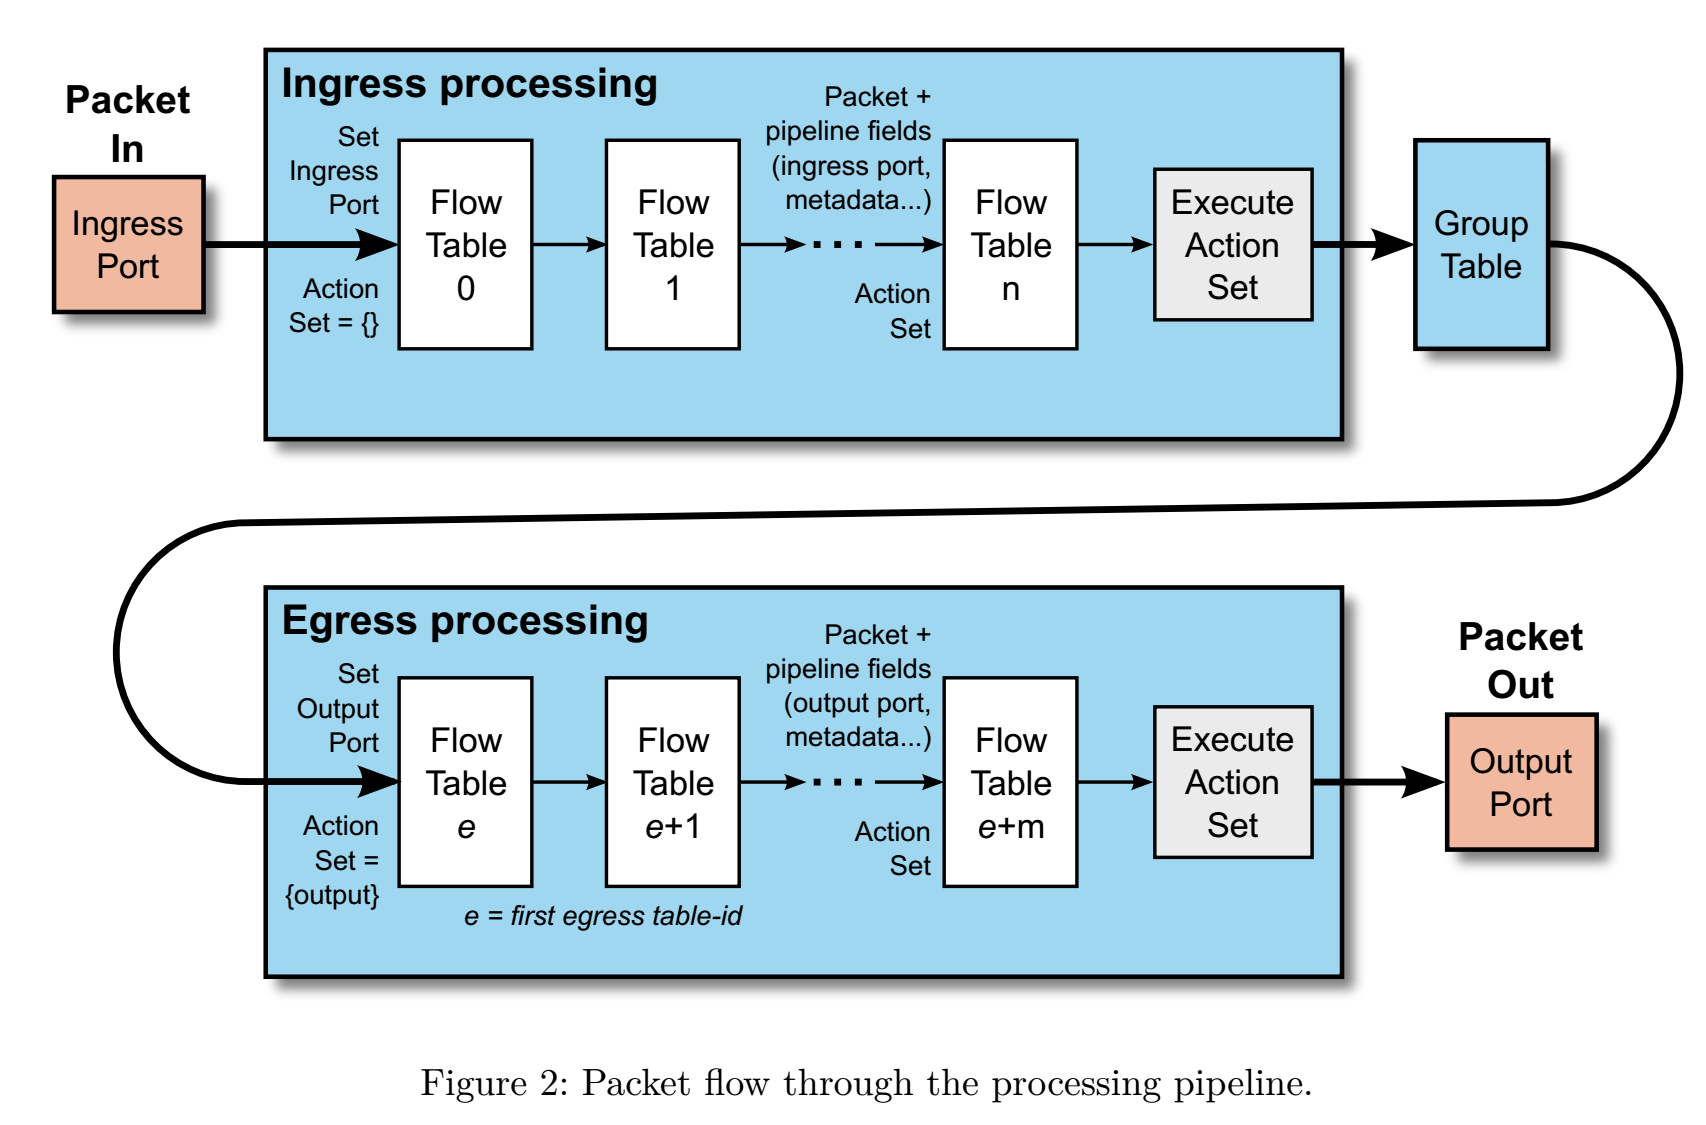 Packet
In
Ingress
Port
Ingress processing
Set
Ingress
Port
Action
Set = {}
Flow
Table
0
Flow
Table
1
Packet +
pipeline fields
(ingress port,
metadata...)
...
Action
Set
Flow
Table
n
Execute
Action
Set
Group
Table
Egress processing
Set
Output
Port
Action
Set =
{output}
Flow
Table
e
Flow
Table
e+1
e = first egress table-id
Packet +
pipeline fields
(output port,
metadata...)
...
Action
Set
Flow
Table
e+m
Execute
Action
Set
Packet
Out
Output
Port
Figure 2: Packet flow through the processing pipeline.